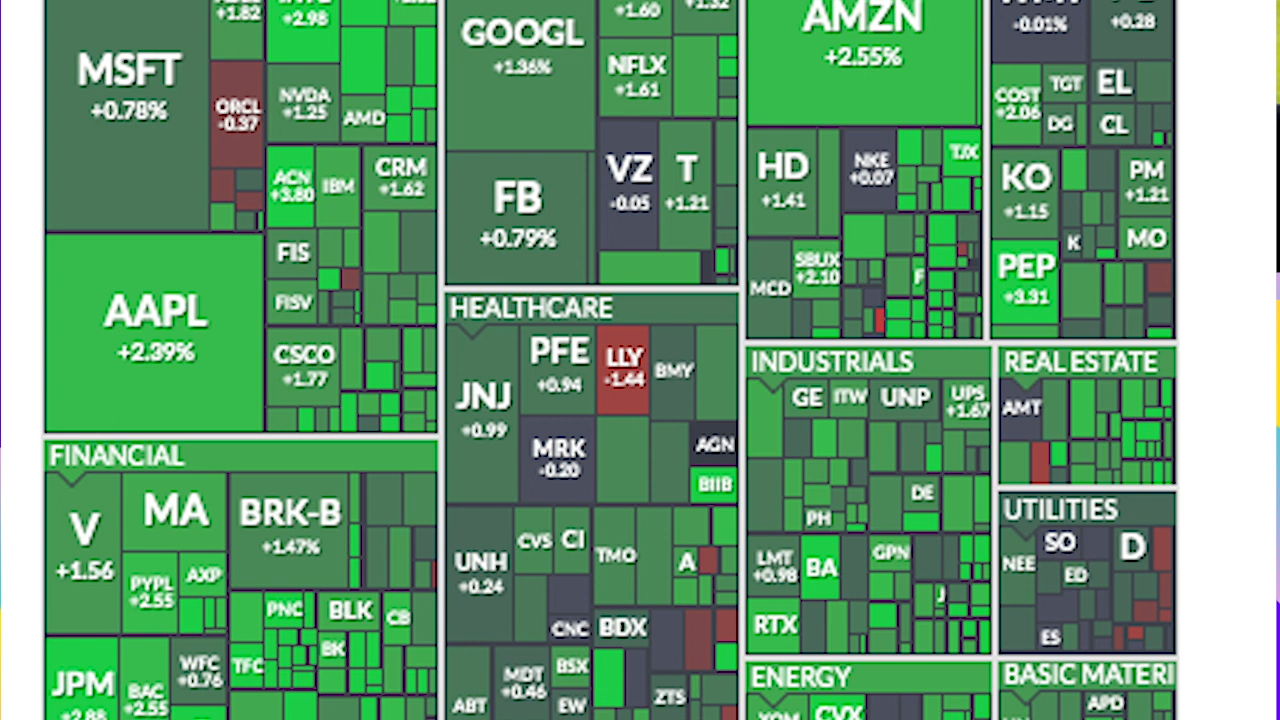 +1.82
+2.98
MSFT
+0.78%
ORCL
-0.37
NVDA
+1.25
AMD
ACN
+3.80
IBM
CRM
+1.62
FIS
FISV
CSCO
+1.77
AAPL
+2.39%
GOOGL
+1.36%
+1.60
+1.32
NFLX
+1.61
FB
+0.79%
VZ
-0.05
T
+1.21
AMZN
+2.55%
HD
+1.41
NKE
+0.07
TJX
MCD
SBUX
+2.10
F
-0.01%
+0.28
COST
+2.06
TGT
EL
DG
CL
KO
+1.15
PM
+1.21
K
MO
PEP
+3.31
HEALTHCARE
JNJ
+0.99
PFE
+0.94
LLY
-1.44
BMY
MRK
-0.20
AGN
BIIB
UNH
+0.24
CVS
CI
TMO
A
CNC
BDX
ABT
MDT
+0.46
BSX
EW
ZTS
FINANCIAL
V
+1.56
MA
PYPL
+2.55
AXP
BRK-B
+1.47%
PNC
BLK
CB
BK
TFC
JPM
+2.88
BAC
+2.55
WFC
+0.76
INDUSTRIALS
GE
ITW
UNP
UPS
+1.67
DE
PH
LMT
+0.98
BA
GPN
J
RTX
REAL ESTATE
AMT
UTILITIES
NEE
SO
D
ED
ES
ENERGY
XOM
CVX
BASIC MATERI
APD